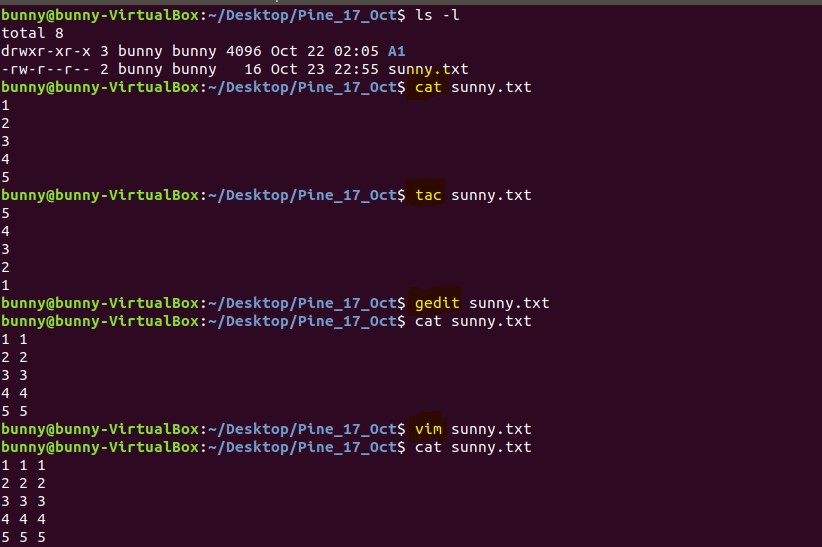 bunny@bunny-VirtualBox:~/Desktop/Pine_17_Oct$ ls -l
total 8
drwxr-xr-x 3 bunny bunny 4096 Oct 22 02:05 A1
-rw-r--r-- 2 bunny bunny   16 Oct 23 22:55 sunny.txt
bunny@bunny-VirtualBox:~/Desktop/Pine_17_Oct$ cat sunny.txt
1
2
3
4
5
bunny@bunny-VirtualBox:~/Desktop/Pine_17_Oct$ tac sunny.txt
5
4
3
2
1
bunny@bunny-VirtualBox:~/Desktop/Pine_17_Oct$ gedit sunny.txt
bunny@bunny-VirtualBox:~/Desktop/Pine_17_Oct$ cat sunny.txt
1 1
2 2
3 3
4 4
5 5
bunny@bunny-VirtualBox:~/Desktop/Pine_17_Oct$ vim sunny.txt
bunny@bunny-VirtualBox:~/Desktop/Pine_17_Oct$ cat sunny.txt
1 1 1
2 2 2
3 3 3
4 4 4
5 5 5